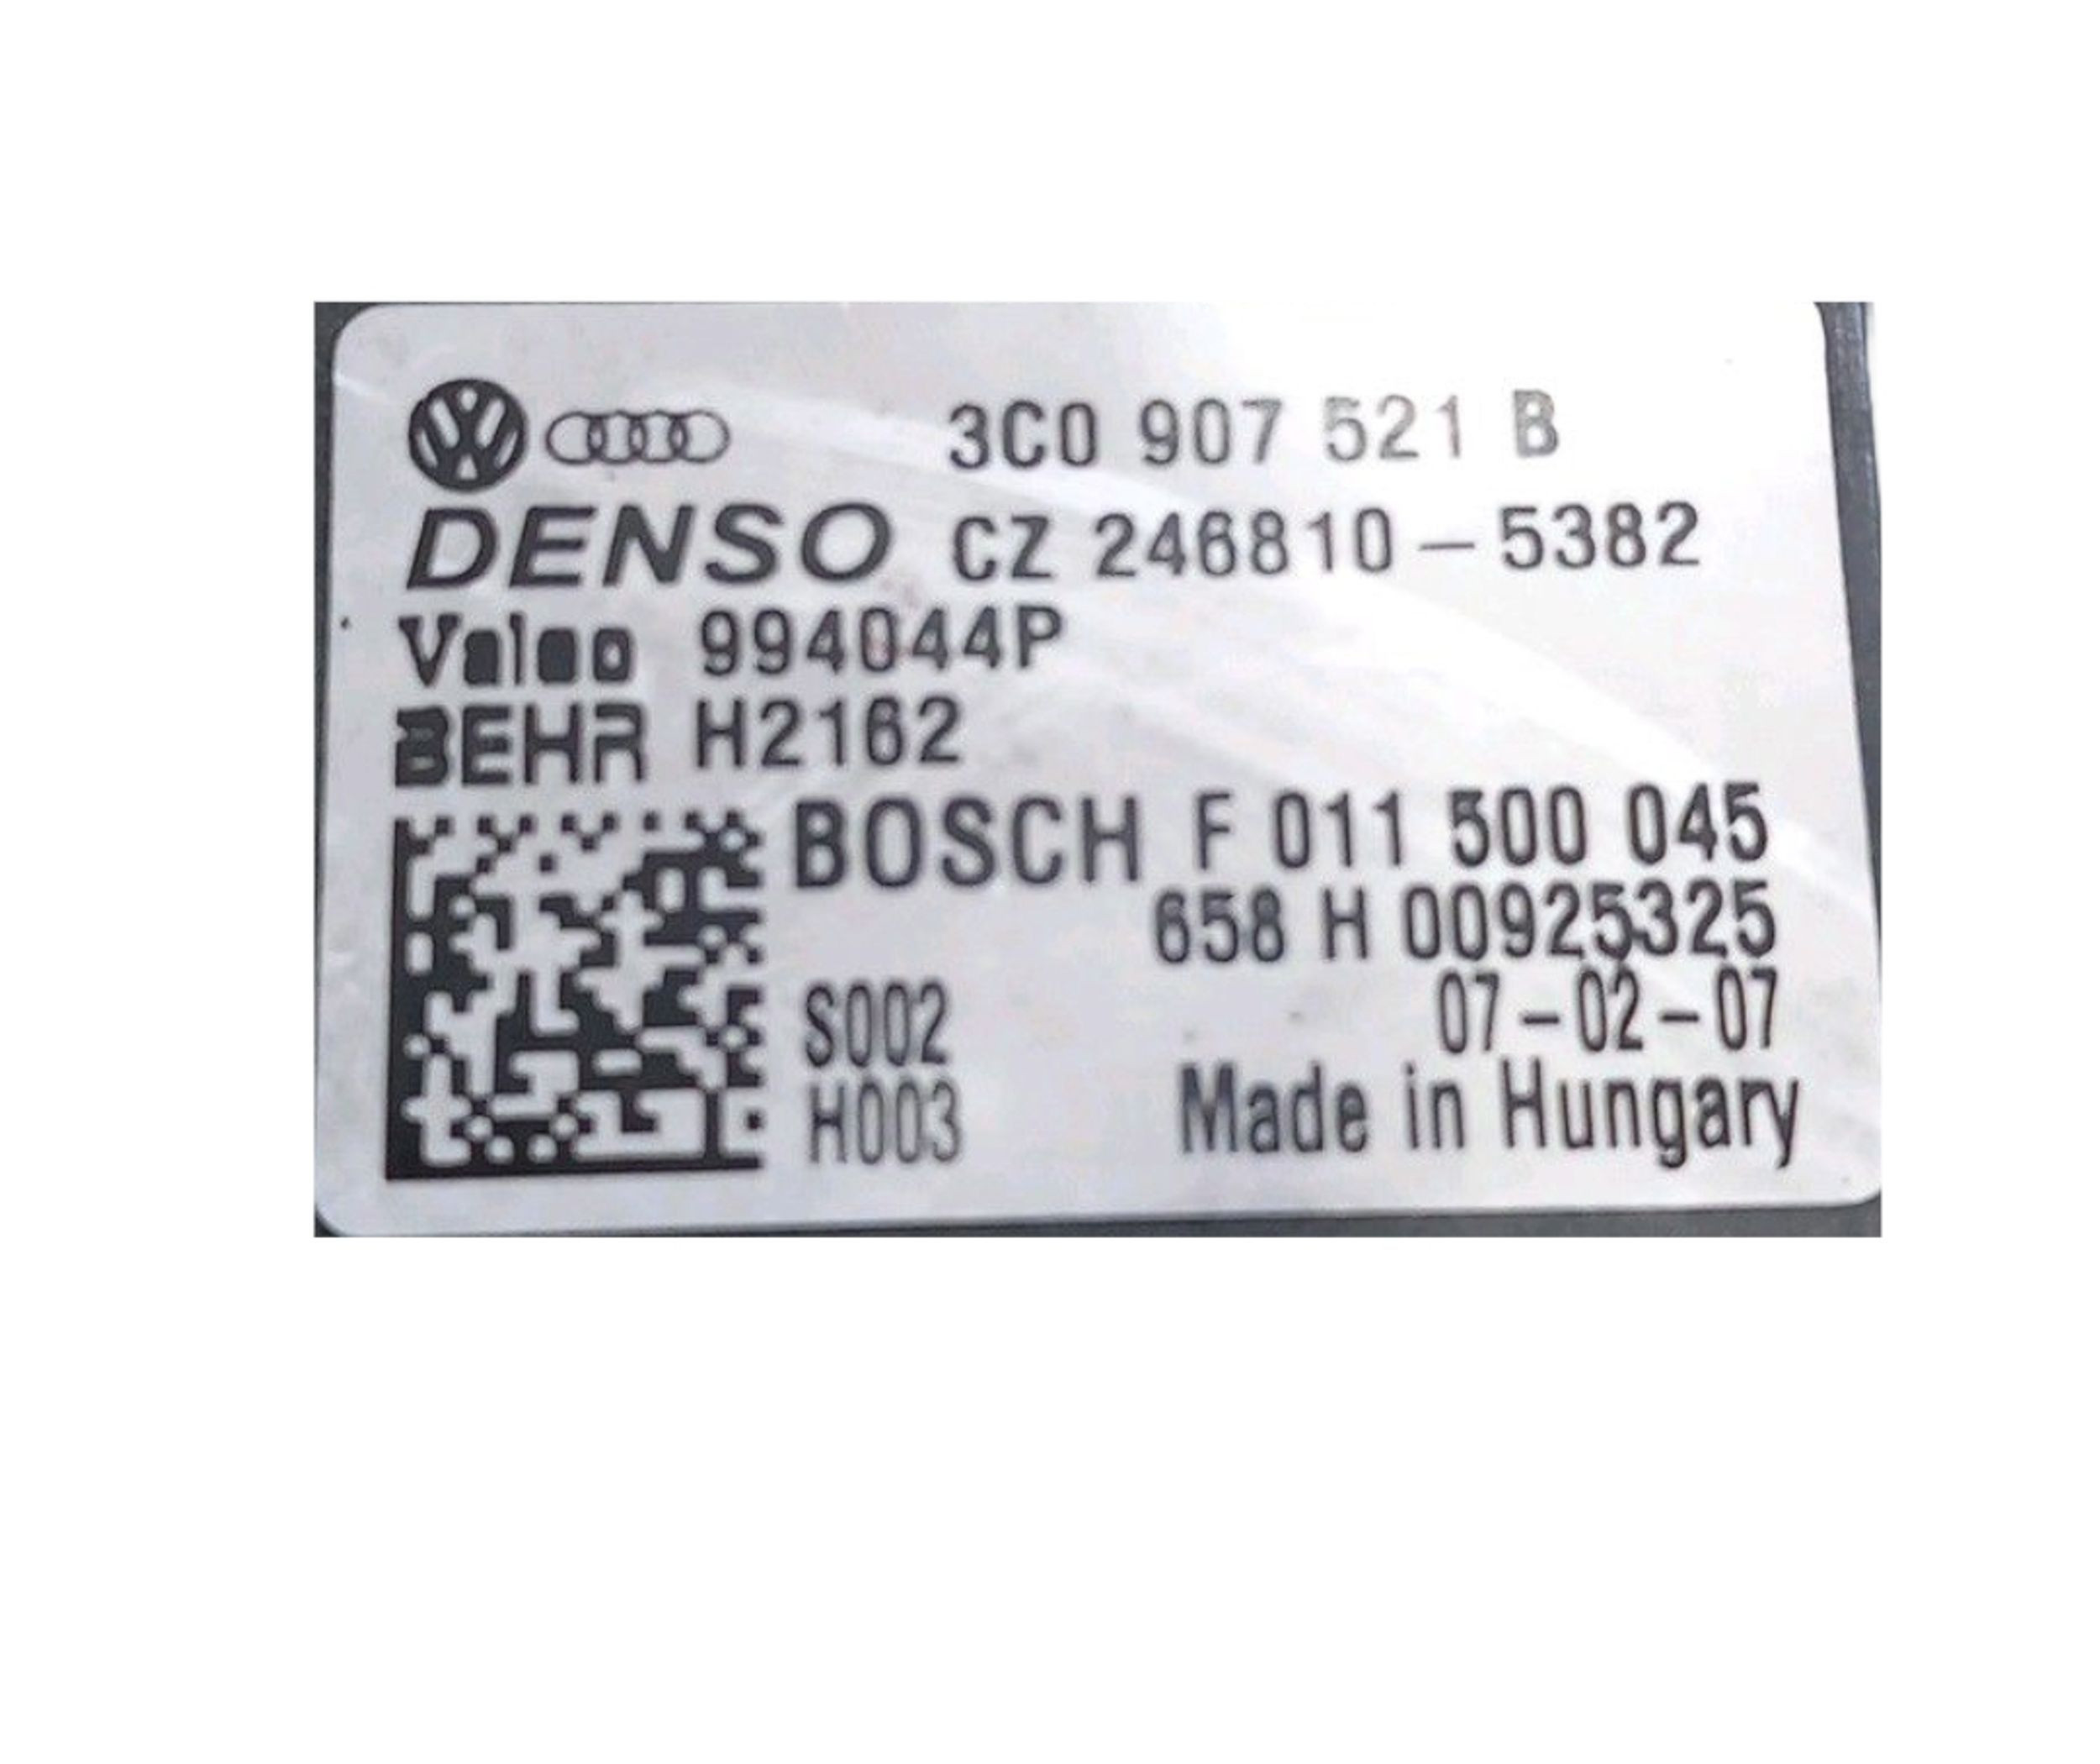 3C0 907 521 B
DENSO CZ 246810-5382
Valeo 994044P
BEHR H2162
BOSCH F 011 500 045
658 H 00925325
S002 07-02-07
H003 Made in Hungary